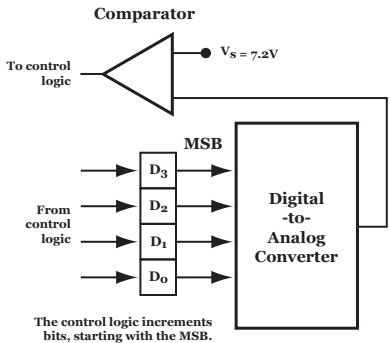 Comparator
Vs = 7.2V
To control
logic
MSB
D3
D2
D1
D0
From
control
logic
Digital
-to-
Analog
Converter
The control logic increments
bits, starting with the MSB.